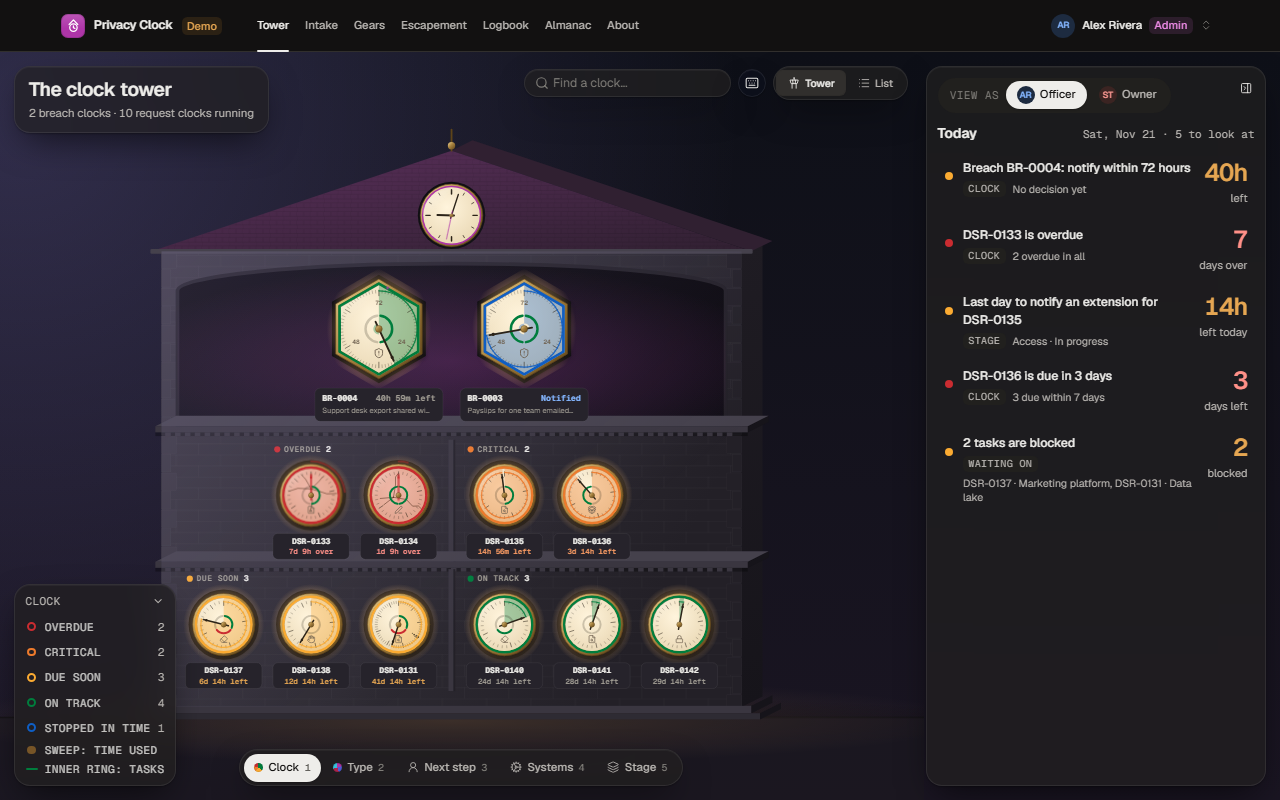 Privacy Clock Demo Tower Intake Gears Escapement Logbook Almanac About AR Alex Rivera Admin
The clock tower
2 breach clocks · 10 request clocks running
Find a clock…
Tower List
VIEW AS AR Officer ST Owner
Today Sat, Nov 21 · 5 to look at
Breach BR-0004: notify within 72 hours 40h
CLOCK No decision yet left
DSR-0133 is overdue 7
CLOCK 2 overdue in all days over
Last day to notify an extension for
DSR-0135 14h
STAGE Access · In progress left today
DSR-0136 is due in 3 days 3
CLOCK 3 due within 7 days days left
2 tasks are blocked 2
WAITING ON blocked
DSR-0137 · Marketing platform, DSR-0131 · Data
lake
72 24 48
72 24 48
BR-0004 40h 59m left
Support desk export shared wi…
BR-0003 Notified
Payslips for one team emailed…
OVERDUE 2
CRITICAL 2
DSR-0133
7d 9h over
DSR-0134
1d 9h over
DSR-0135
14h 56m left
DSR-0136
3d 14h left
DUE SOON 3
ON TRACK 3
DSR-0137
6d 14h left
DSR-0138
12d 14h left
DSR-0131
41d 14h left
DSR-0140
24d 14h left
DSR-0141
28d 14h left
DSR-0142
29d 14h left
CLOCK
OVERDUE 2
CRITICAL 2
DUE SOON 3
ON TRACK 4
STOPPED IN TIME 1
SWEEP: TIME USED
INNER RING: TASKS
Clock 1 Type 2 Next step 3 Systems 4 Stage 5